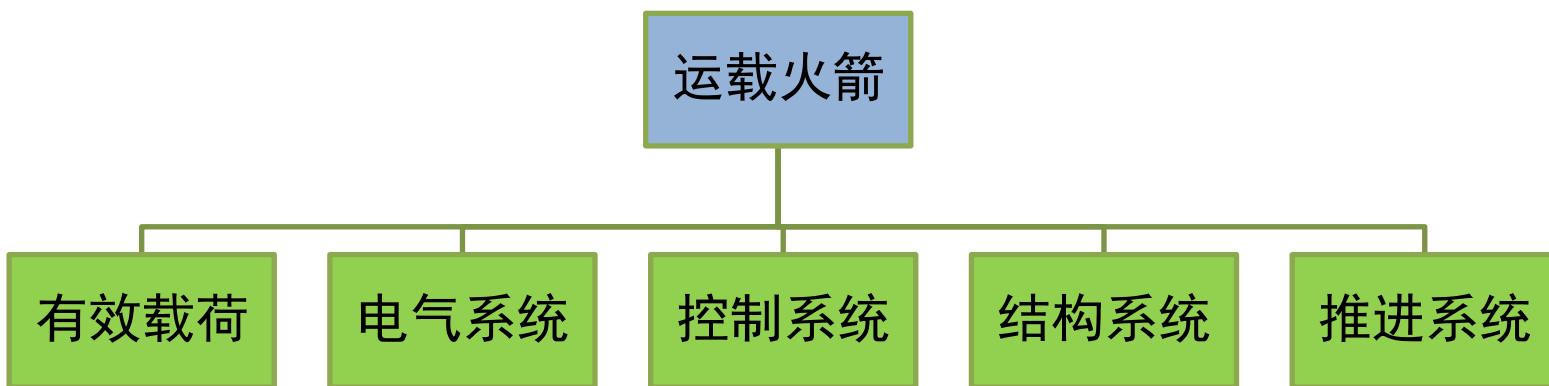 运载火箭
有效载荷
电气系统
控制系统
结构系统
推进系统